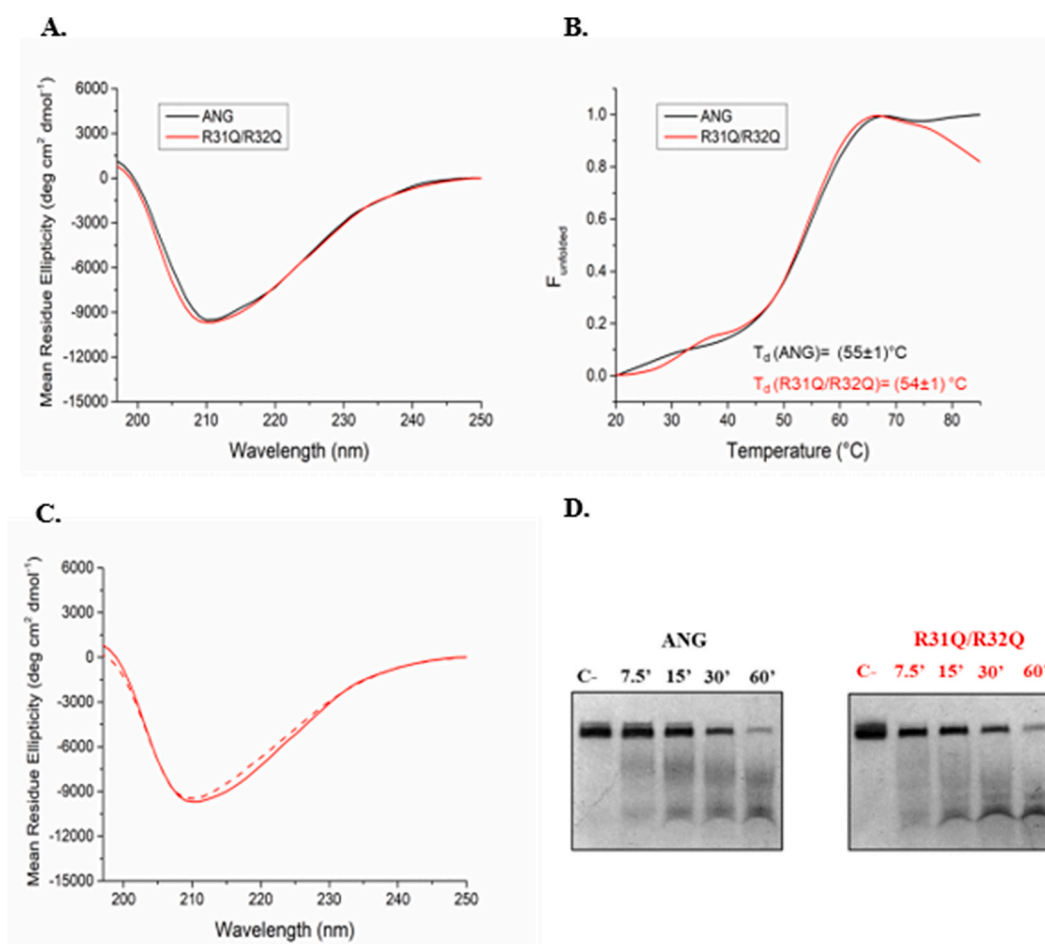 A.
Mean Residue Ellipticity (deg cm² dmol⁻¹)
6000
3000
0
-3000
-6000
-9000
-12000
-15000
ANG
R31Q/R32Q
200
210
220
230
240
250
Wavelength (nm)
B.
F unfolded
1.0
0.8
0.6
0.4
0.2
0.0
ANG
R31Q/R32Q
Td (ANG)= (55±1)°C
Td (R31Q/R32Q)= (54±1) °C
20
30
40
50
60
70
80
Temperature (°C)
C.
Mean Residue Ellipticity (deg cm² dmol⁻¹)
6000
3000
0
-3000
-6000
-9000
-12000
-15000
200
210
220
230
240
250
Wavelength (nm)
D.
ANG
C- 7.5’ 15’ 30’ 60’
R31Q/R32Q
C- 7.5’ 15’ 30’ 60’